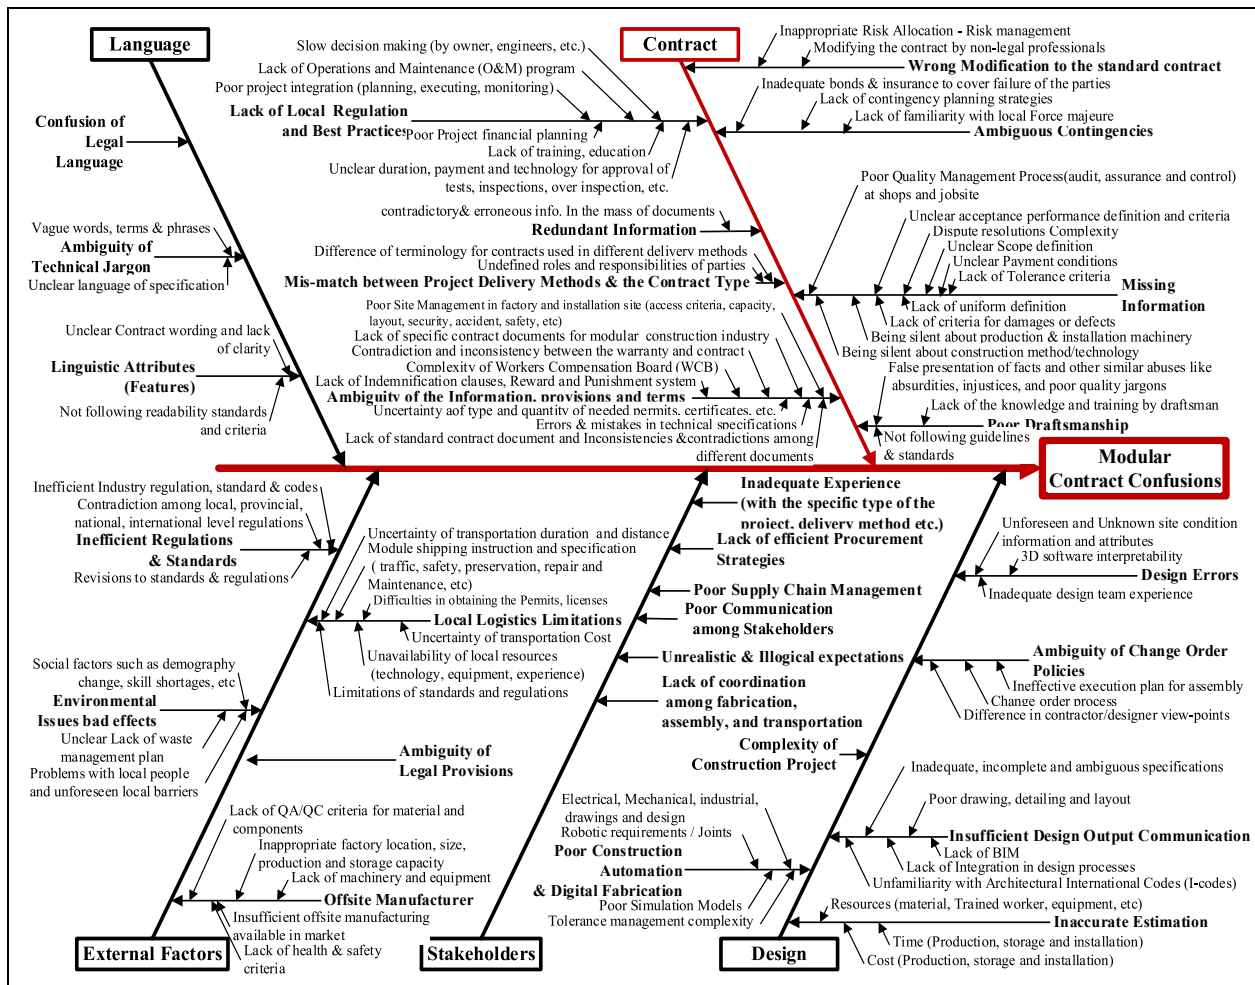 Language
Confusion of
Legal
Language
Vague words, terms & phrases
Ambiguity of
Technical Jargon
Unclear language of specification
Unclear Contract wording and lack
of clarity
Linguistic Attributes
(Features)
Not following readability standards
and criteria
Contract
Slow decision making (by owner, engineers, etc.)
Lack of Operations and Maintenance (O&M) program
Poor project integration (planning, executing, monitoring)
Lack of Local Regulation
and Best Practices
Poor Project financial planning
Lack of training, education
Unclear duration, payment and technology for approval of
tests, inspections, over inspection, etc.
contradictory& erroneous info. In the mass of documents
Redundant Information
Difference of terminology for contracts used in different delivery methods
Undefined roles and responsibilities of parties
Mis-match between Project Delivery Methods & the Contract Type
Poor Site Management in factory and installation site (access criteria, capacity,
layout, security, accident, safety, etc)
Lack of specific contract documents for modular construction industry
Contradiction and inconsistency between the warranty and contract
Complexity of Workers Compensation Board (WCB)
Lack of Indemnification clauses, Reward and Punishment system
Ambiguity of the Information, provisions and terms
Uncertainty aof type and quantity of needed permits, certificates, etc.
Errors & mistakes in technical specifications
Lack of standard contract document and Inconsistencies &contradictions among
different documents
Inappropriate Risk Allocation - Risk management
Modifying the contract by non-legal professionals
Wrong Modification to the standard contract
Inadequate bonds & insurance to cover failure of the parties
Lack of contingency planning strategies
Lack of familiarity with local Force majeure
Ambiguous Contingencies
Poor Quality Management Process(audit, assurance and control)
at shops and jobsite
Unclear acceptance performance definition and criteria
Dispute resolutions Complexity
Unclear Scope definition
Unclear Payment conditions
Lack of Tolerance criteria
Missing
Information
Lack of uniform definition
Lack of criteria for damages or defects
Being silent about production & installation machinery
Being silent about construction method/technology
False presentation of facts and other similar abuses like
absurdities, injustices, and poor quality jargons
Lack of the knowledge and training by draftsman
Poor Draftsmanship
Not following guidelines
& standards
Modular
Contract Confusions
Inefficient Industry regulation, standard & codes
Contradiction among local, provincial,
national, international level regulations
Inefficient Regulations
& Standards
Revisions to standards & regulations
Uncertainty of transportation duration and distance
Module shipping instruction and specification
( traffic, safety, preservation, repair and
Maintenance, etc)
Difficulties in obtaining the Permits, licenses
Local Logistics Limitations
Uncertainty of transportation Cost
Unavailability of local resources
(technology, equipment, experience)
Limitations of standards and regulations
Social factors such as demography
change, skill shortages, etc
Environmental
Issues bad effects
Unclear Lack of waste
management plan
Problems with local people
and unforeseen local barriers
Ambiguity of
Legal Provisions
Lack of QA/QC criteria for material and
components
Inappropriate factory location, size,
production and storage capacity
Lack of machinery and equipment
Offsite Manufacturer
Insufficient offsite manufacturing
available in market
Lack of health & safety
criteria
External Factors
Inadequate Experience
(with the specific type of the
project, delivery method etc.)
Lack of efficient Procurement
Strategies
Poor Supply Chain Management
Poor Communication
among Stakeholders
Unrealistic & Illogical expectations
Lack of coordination
among fabrication,
assembly, and transportation
Stakeholders
Unforeseen and Unknown site condition
information and attributes
3D software interpretability
Design Errors
Inadequate design team experience
Ambiguity of Change Order
Policies
Ineffective execution plan for assembly
Change order process
Difference in contractor/designer view-points
Complexity of
Construction Project
Inadequate, incomplete and ambiguous specifications
Poor drawing, detailing and layout
Insufficient Design Output Communication
Lack of BIM
Lack of Integration in design processes
Unfamiliarity with Architectural International Codes (I-codes)
Electrical, Mechanical, industrial,
drawings and design
Robotic requirements / Joints
Poor Construction
Automation
& Digital Fabrication
Poor Simulation Models
Tolerance management complexity
Resources (material, Trained worker, equipment, etc)
Inaccurate Estimation
Time (Production, storage and installation)
Cost (Production, storage and installation)
Design